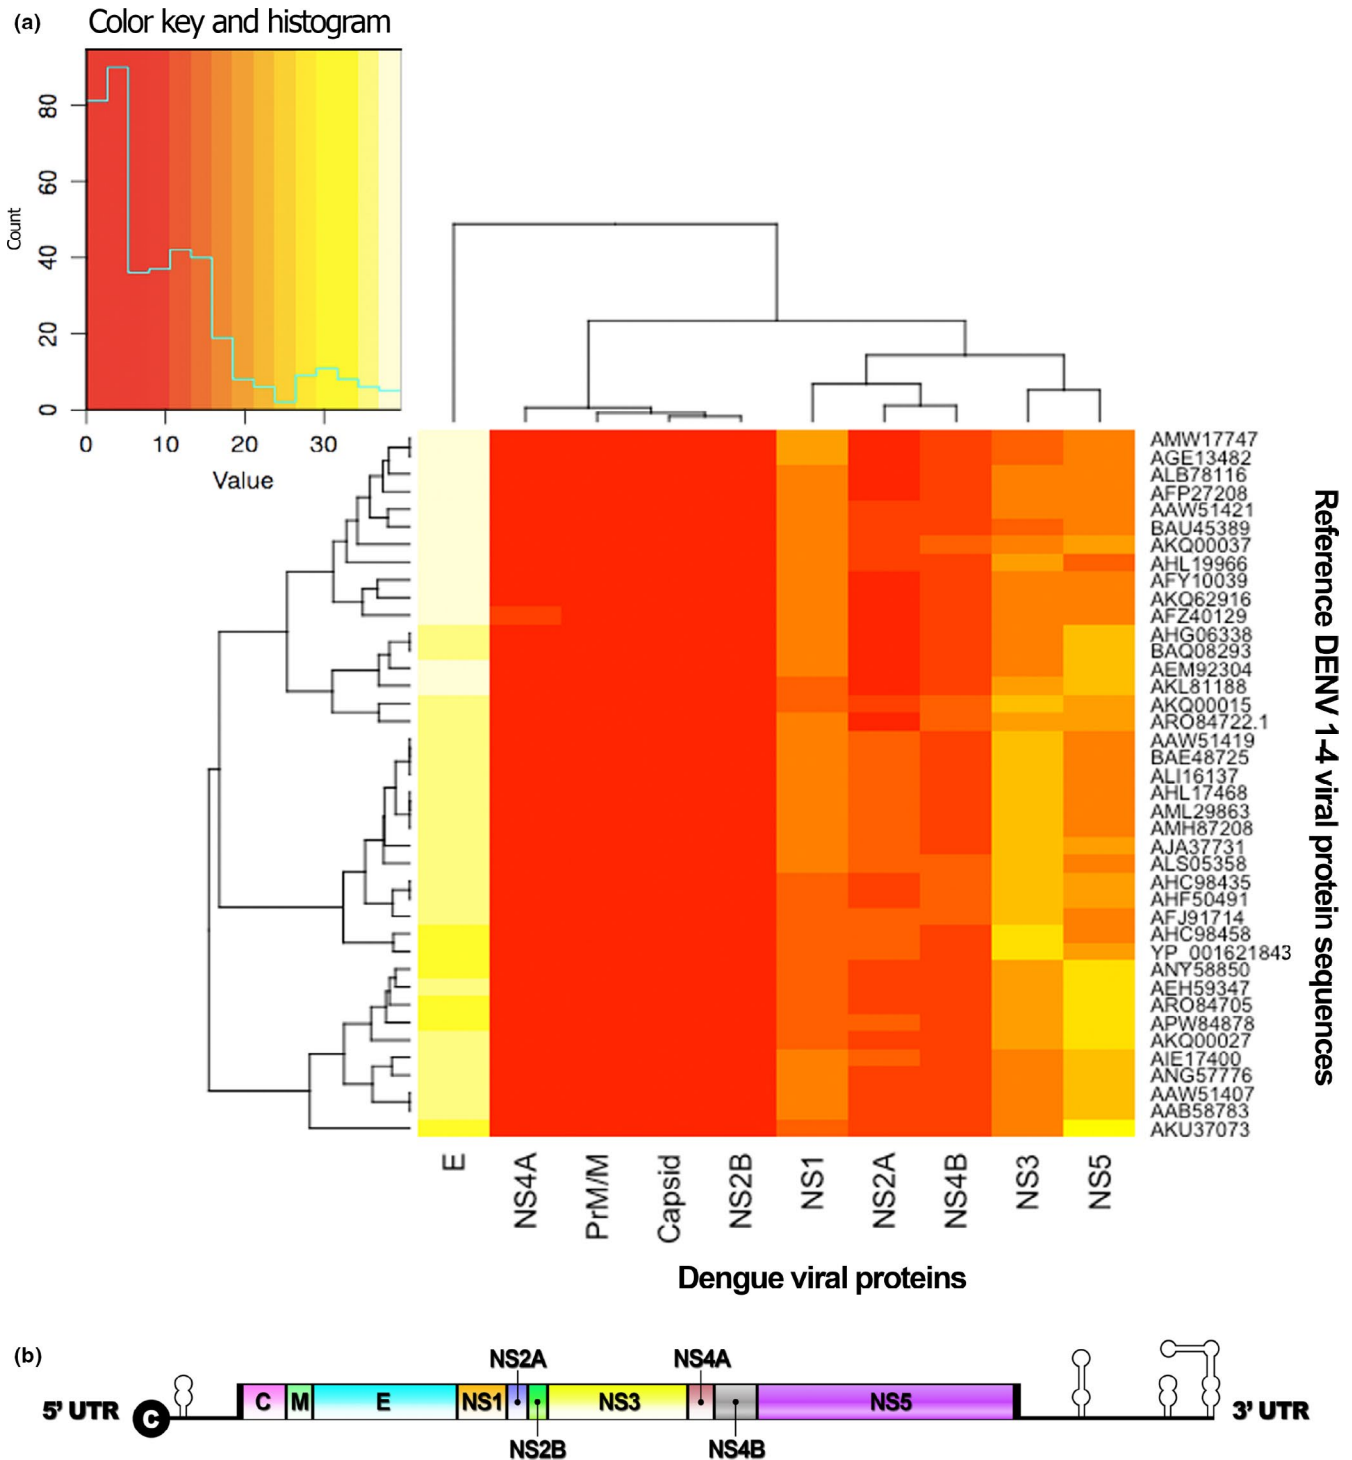 (a)
Color key and histogram
Count
0
20
40
60
80
0 10 20 30
Value
AMW17747
AGE13482
ALB78116
AFP27208
AAW51421
BAU45389
AKQ00037
AHL19966
AFY10039
AKQ62916
AFZ40129
AHG06338
BAQ08293
AEM92304
AKL81188
AKQ00015
ARO84722.1
AAW51419
BAE48725
ALI16137
AHL17468
AML29863
AMH87208
AJA37731
ALS05358
AHC98435
AHF50491
AFJ91714
AHC98458
YP_001621843
ANY58850
AEH59347
ARO84705
APW84878
AKQ00027
AIE17400
ANG57776
AAW51407
AAB58783
AKU37073
Reference DENV 1-4 viral protein sequences
E NS4A PrM/M Capsid NS2B NS1 NS2A NS4B NS3 NS5
Dengue viral proteins
(b)
NS2A NS4A
5' UTR C C M E NS1 NS3 NS5 3' UTR
NS2B NS4B